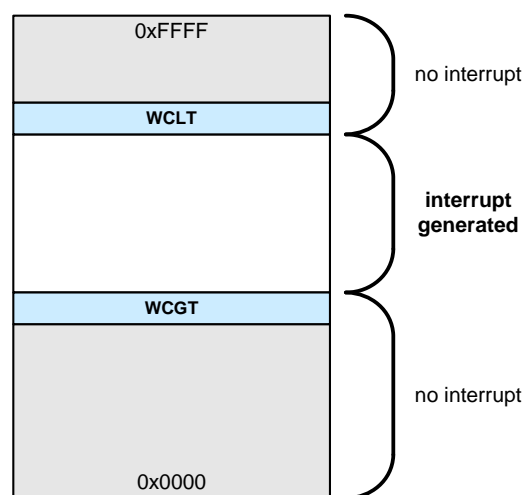 0xFFFF
no interrupt
WCLT
interrupt
generated
WCGT
no interrupt
0x0000